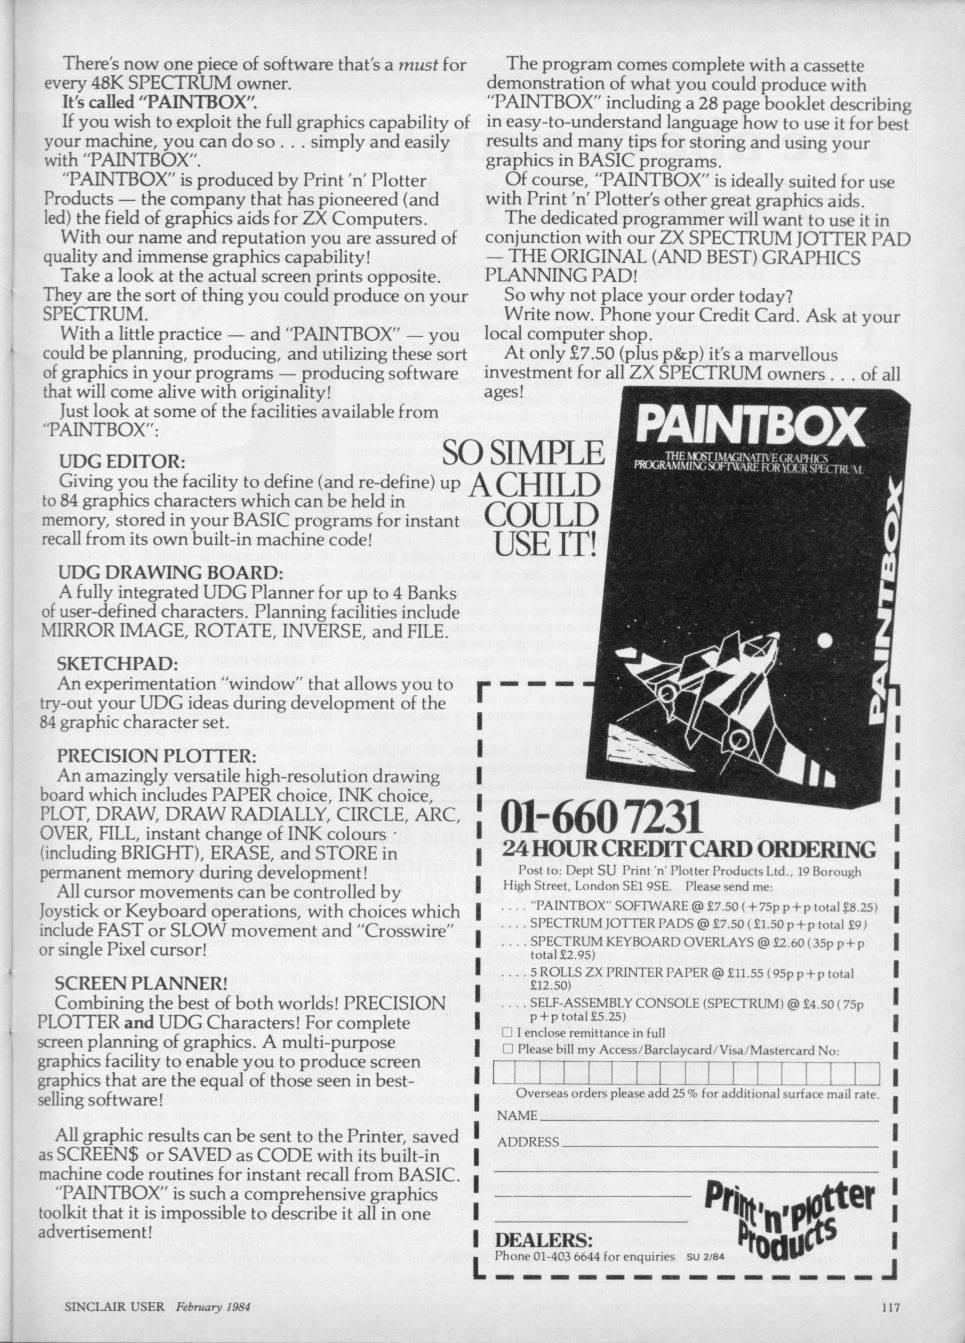 There's now one piece of software that's a must for
every 48K SPECTRUM owner.
It's called "PAINTBOX".
If you wish to exploit the full graphics capability of
your machine, you can do so . . . simply and easily
with "PAINTBOX".
"PAINTBOX" is produced by Print 'n' Plotter
Products — the company that has pioneered (and
led) the field of graphics aids for ZX Computers.
With our name and reputation you are assured of
quality and immense graphics capability!
Take a look at the actual screen prints opposite.
They are the sort of thing you could produce on your
SPECTRUM.
With a little practice — and "PAINTBOX" — you
could be planning, producing, and utilizing these sort
of graphics in your programs — producing software
that will come alive with originality!
Just look at some of the facilities available from
"PAINTBOX":
UDG EDITOR:
Giving you the facility to define (and re-define) up
to 84 graphics characters which can be held in
memory, stored in your BASIC programs for instant
recall from its own built-in machine code!
UDG DRAWING BOARD:
A fully integrated UDG Planner for up to 4 Banks
of user-defined characters. Planning facilities include
MIRROR IMAGE, ROTATE, INVERSE, and FILE.
SKETCHPAD:
An experimentation "window" that allows you to
try-out your UDG ideas during development of the
84 graphic character set.
PRECISION PLOTTER:
An amazingly versatile high-resolution drawing
board which includes PAPER choice, INK choice,
PLOT, DRAW, DRAW RADIALLY, CIRCLE, ARC,
OVER, FILL, instant change of INK colours
(including BRIGHT), ERASE, and STORE in
permanent memory during development!
All cursor movements can be controlled by
Joystick or Keyboard operations, with choices which
include FAST or SLOW movement and "Crosswire"
or single Pixel cursor!
SCREEN PLANNER!
Combining the best of both worlds! PRECISION
PLOTTER and UDG Characters! For complete
screen planning of graphics. A multi-purpose
graphics facility to enable you to produce screen
graphics that are the equal of those seen in best-
selling software!
All graphic results can be sent to the Printer, saved
as SCREEN$ or SAVED as CODE with its built-in
machine code routines for instant recall from BASIC.
"PAINTBOX" is such a comprehensive graphics
toolkit that it is impossible to describe it all in one
advertisement!
The program comes complete with a cassette
demonstration of what you could produce with
"PAINTBOX" including a 28 page booklet describing
in easy-to-understand language how to use it for best
results and many tips for storing and using your
graphics in BASIC programs.
Of course, "PAINTBOX" is ideally suited for use
with Print 'n' Plotter's other great graphics aids.
The dedicated programmer will want to use it in
conjunction with our ZX SPECTRUM JOTTER PAD
— THE ORIGINAL (AND BEST) GRAPHICS
PLANNING PAD!
So why not place your order today?
Write now. Phone your Credit Card. Ask at your
local computer shop.
At only £7.50 (plus p&p) it's a marvellous
investment for all ZX SPECTRUM owners . . . of all
ages!
SO SIMPLE
A CHILD
COULD
USE IT!
PAINTBOX
THE MOST IMAGINATIVE GRAPHICS
PROGRAMMING SOFTWARE FOR YOUR SPECTRUM.
PAINTBOX
01-660 7231
24 HOUR CREDIT CARD ORDERING
Post to: Dept SU Print 'n' Plotter Products Ltd., 19 Borough
High Street, London SE1 9SE. Please send me:
. . . . "PAINTBOX" SOFTWARE @ £7.50 (+75p p+p total £8.25)
. . . . SPECTRUM JOTTER PADS @ £7.50 (£1.50 p+p total £9)
. . . . SPECTRUM KEYBOARD OVERLAYS @ £2.60 (35p p+p
total £2.95)
. . . . 5 ROLLS ZX PRINTER PAPER @ £11.55 (95p p+p total
£12.50)
. . . . SELF-ASSEMBLY CONSOLE (SPECTRUM) @ £4.50 (75p
p+p total £5.25)
☐ I enclose remittance in full
☐ Please bill my Access/Barclaycard/Visa/Mastercard No:
Overseas orders please add 25% for additional surface mail rate.
NAME
ADDRESS
Print 'n' Plotter
Products
DEALERS:
Phone 01-403 6644 for enquiries SU 2/84
SINCLAIR USER February 1984
117